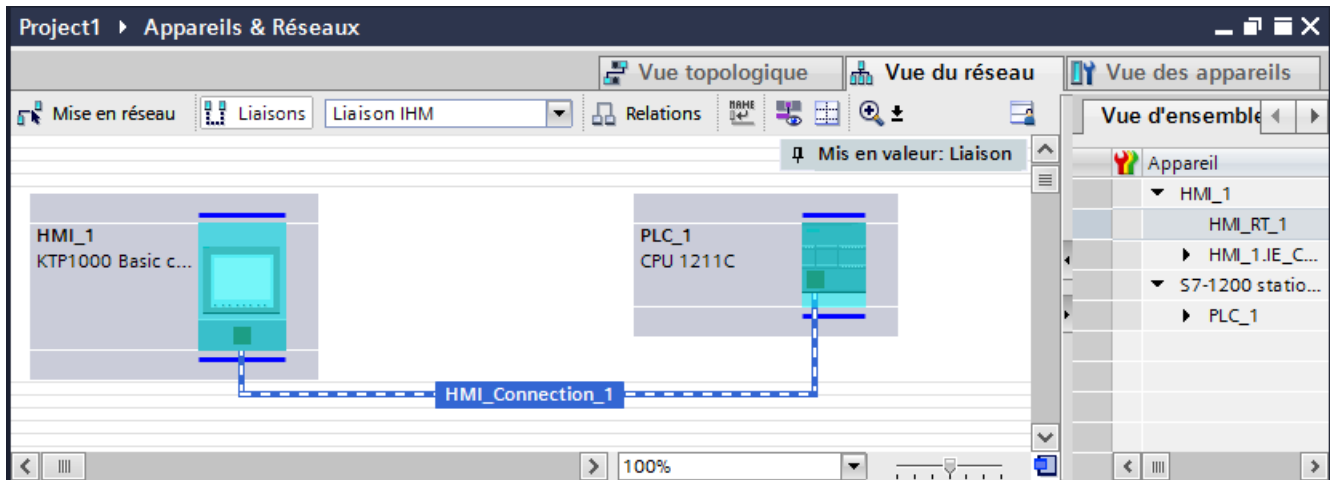 Project1 ▸ Appareils & Réseaux
Vue topologique
Vue du réseau
Vue des appareils
Mise en réseau
Liaisons
Liaison IHM
Relations
NAME
Vue d'ensemble
Mis en valeur: Liaison
Appareil
HMI_1
HMI_RT_1
HMI_1.IE_C...
S7-1200 statio...
PLC_1
HMI_1
KTP1000 Basic c...
PLC_1
CPU 1211C
HMI_Connection_1
100%